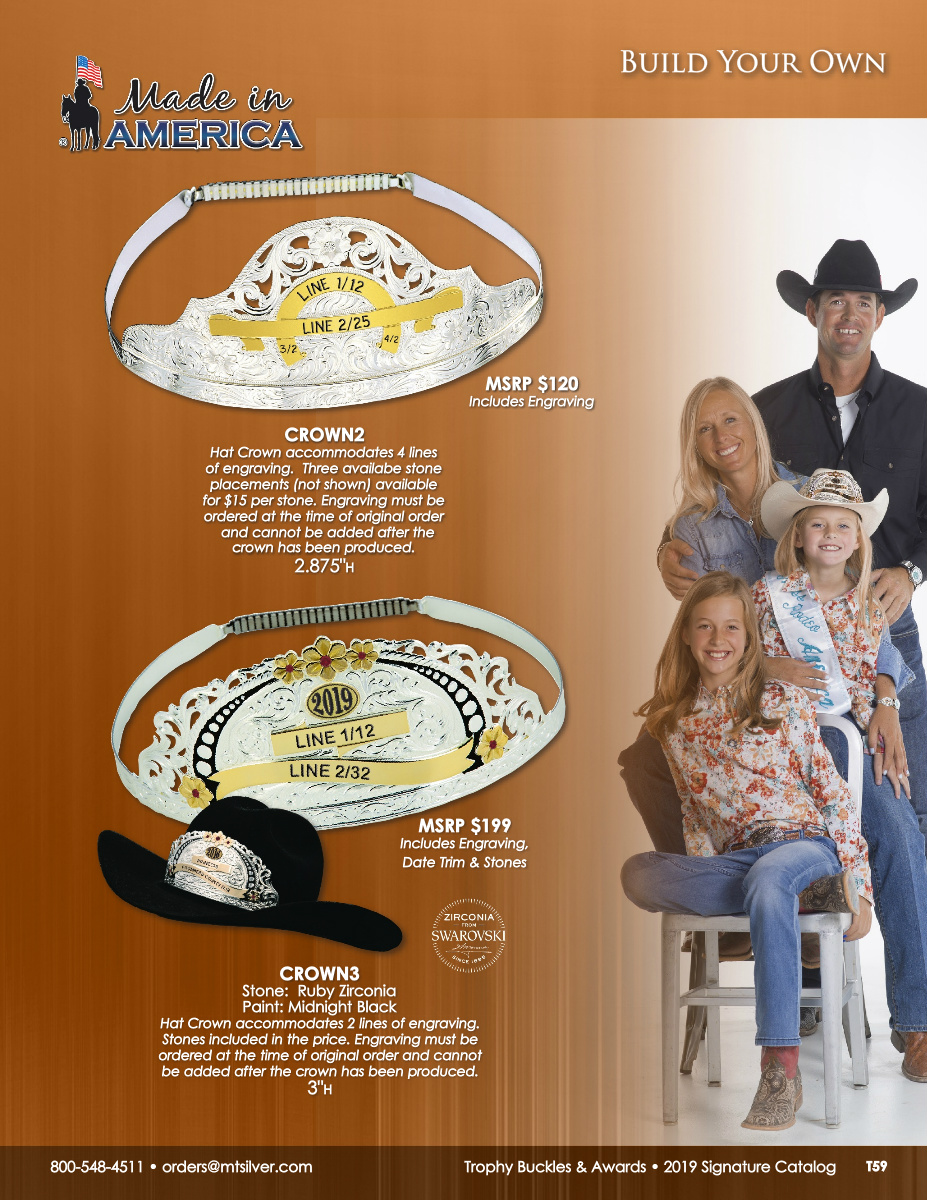 BUILD YOUR OWN
Made in
AMERICA
®
LINE 1/12
LINE 2/25
3/2
4/2
MSRP $120
Includes Engraving
CROWN2
Hat Crown accommodates 4 lines
of engraving. Three availabe stone
placements (not shown) available
for $15 per stone. Engraving must be
ordered at the time of original order
and cannot be added after the
crown has been produced.
2.875"H
2019
LINE 1/12
LINE 2/32
MSRP $199
Includes Engraving,
Date Trim & Stones
ZIRCONIA
FROM
SWAROVSKI
SINCE 1895
CROWN3
Stone: Ruby Zirconia
Paint: Midnight Black
Hat Crown accommodates 2 lines of engraving.
Stones included in the price. Engraving must be
ordered at the time of original order and cannot
be added after the crown has been produced.
3"H
800-548-4511 • orders@mtsilver.com
Trophy Buckles & Awards • 2019 Signature Catalog
T59